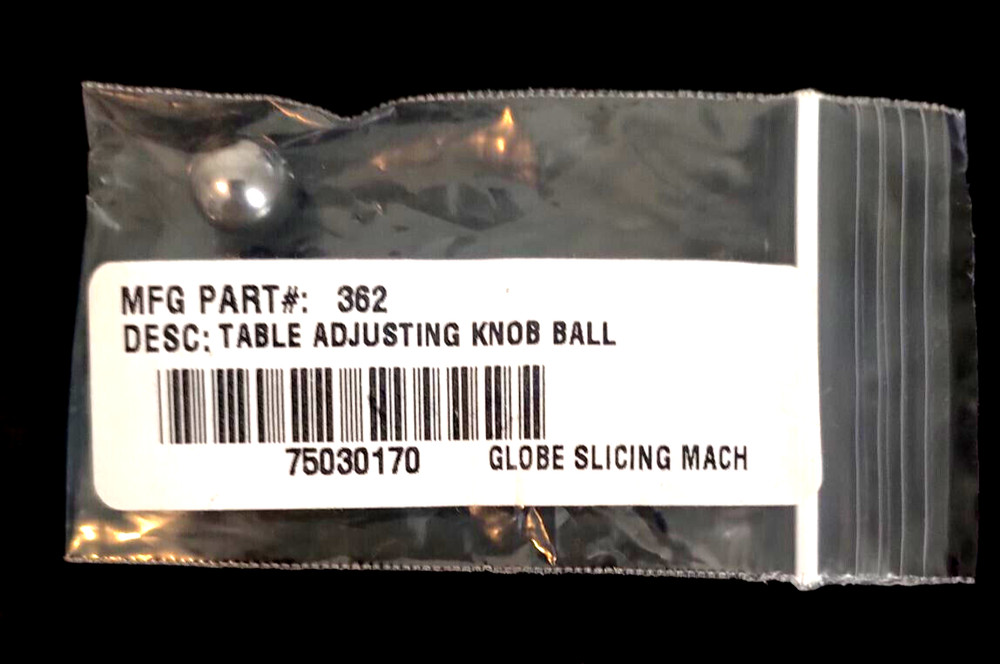 MFG PART#: 362
DESC: TABLE ADJUSTING KNOB BALL
75030170 GLOBE SLICING MACH